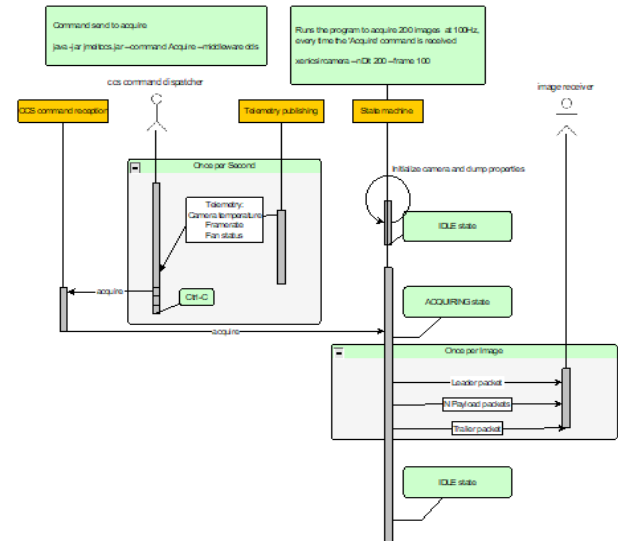 Command send to acquire
java -jar jmeltccs.jar --command Acquire --middleware dds
Runs the program to acquire 200 images at 100Hz,
every time the 'Acquire' command is received
xenicsircamera --nDit 200 --frame 100
ccs command dispatcher
image receiver
CCS command reception
Telemetry publishing
State machine
Once per Second
Initialize camera and dump properties
Telemetry:
Camera temperature
Framerate
Fan status
IDLE state
acquire
Ctrl-C
ACQUIRING state
acquire
Once per Image
Leader packet
N Payload packets
Trailer packet
IDLE state